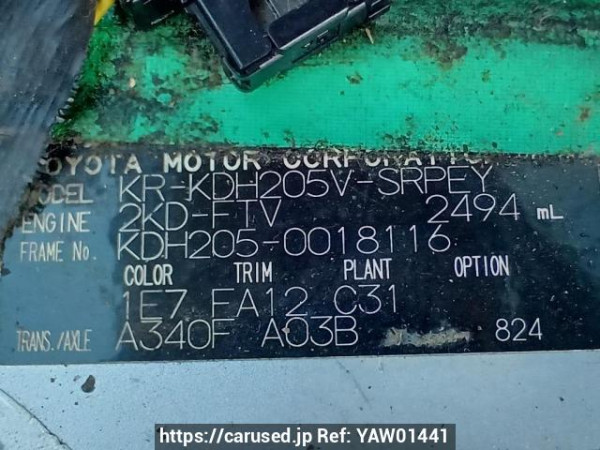 TOYOTA MOTOR CORPORATION
MODEL KR-KDH205V-SRPEY
ENGINE 2KD-FTV 2494 mL
FRAME No. KDH205-0018116
COLOR TRIM PLANT OPTION
1E7 FA12 C31
TRANS./AXLE A340F A03B 824
https://carused.jp Ref: YAW01441